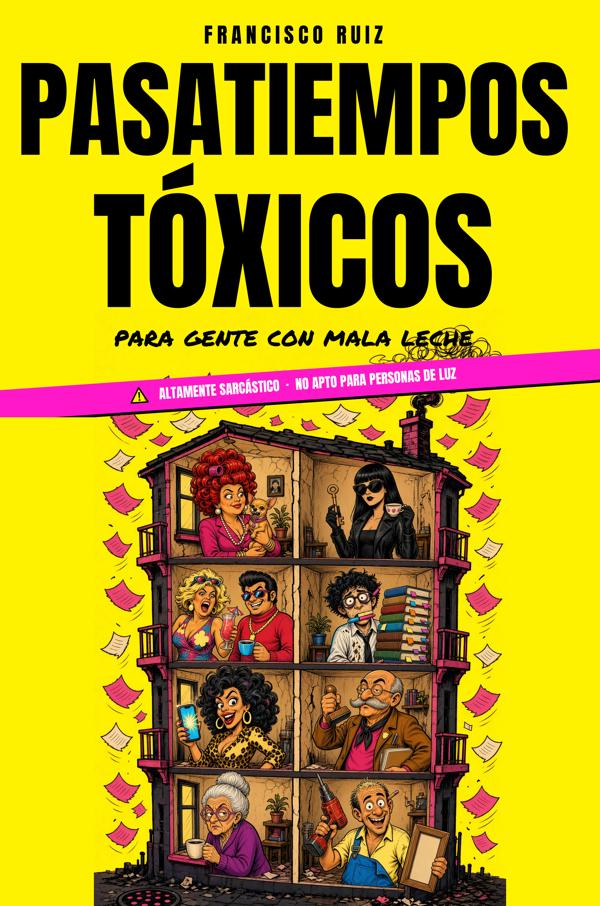 FRANCISCO RUIZ
PASATIEMPOS
TÓXICOS
PARA GENTE CON MALA LECHE
ALTAMENTE SARCÁSTICO - NO APTO PARA PERSONAS DE LUZ